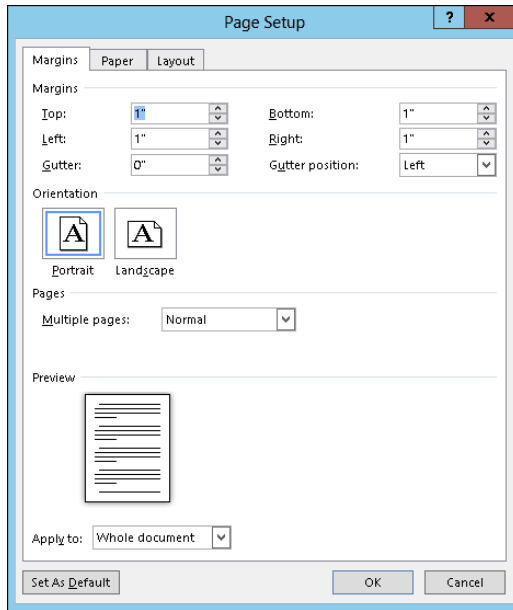 Page Setup ? x
Margins Paper Layout
Margins
Top: 1" Bottom: 1"
Left: 1" Right: 1"
Gutter: 0" Gutter position: Left
Orientation
A A
Portrait Landscape
Pages
Multiple pages: Normal
Preview
Apply to: Whole document
Set As Default OK Cancel